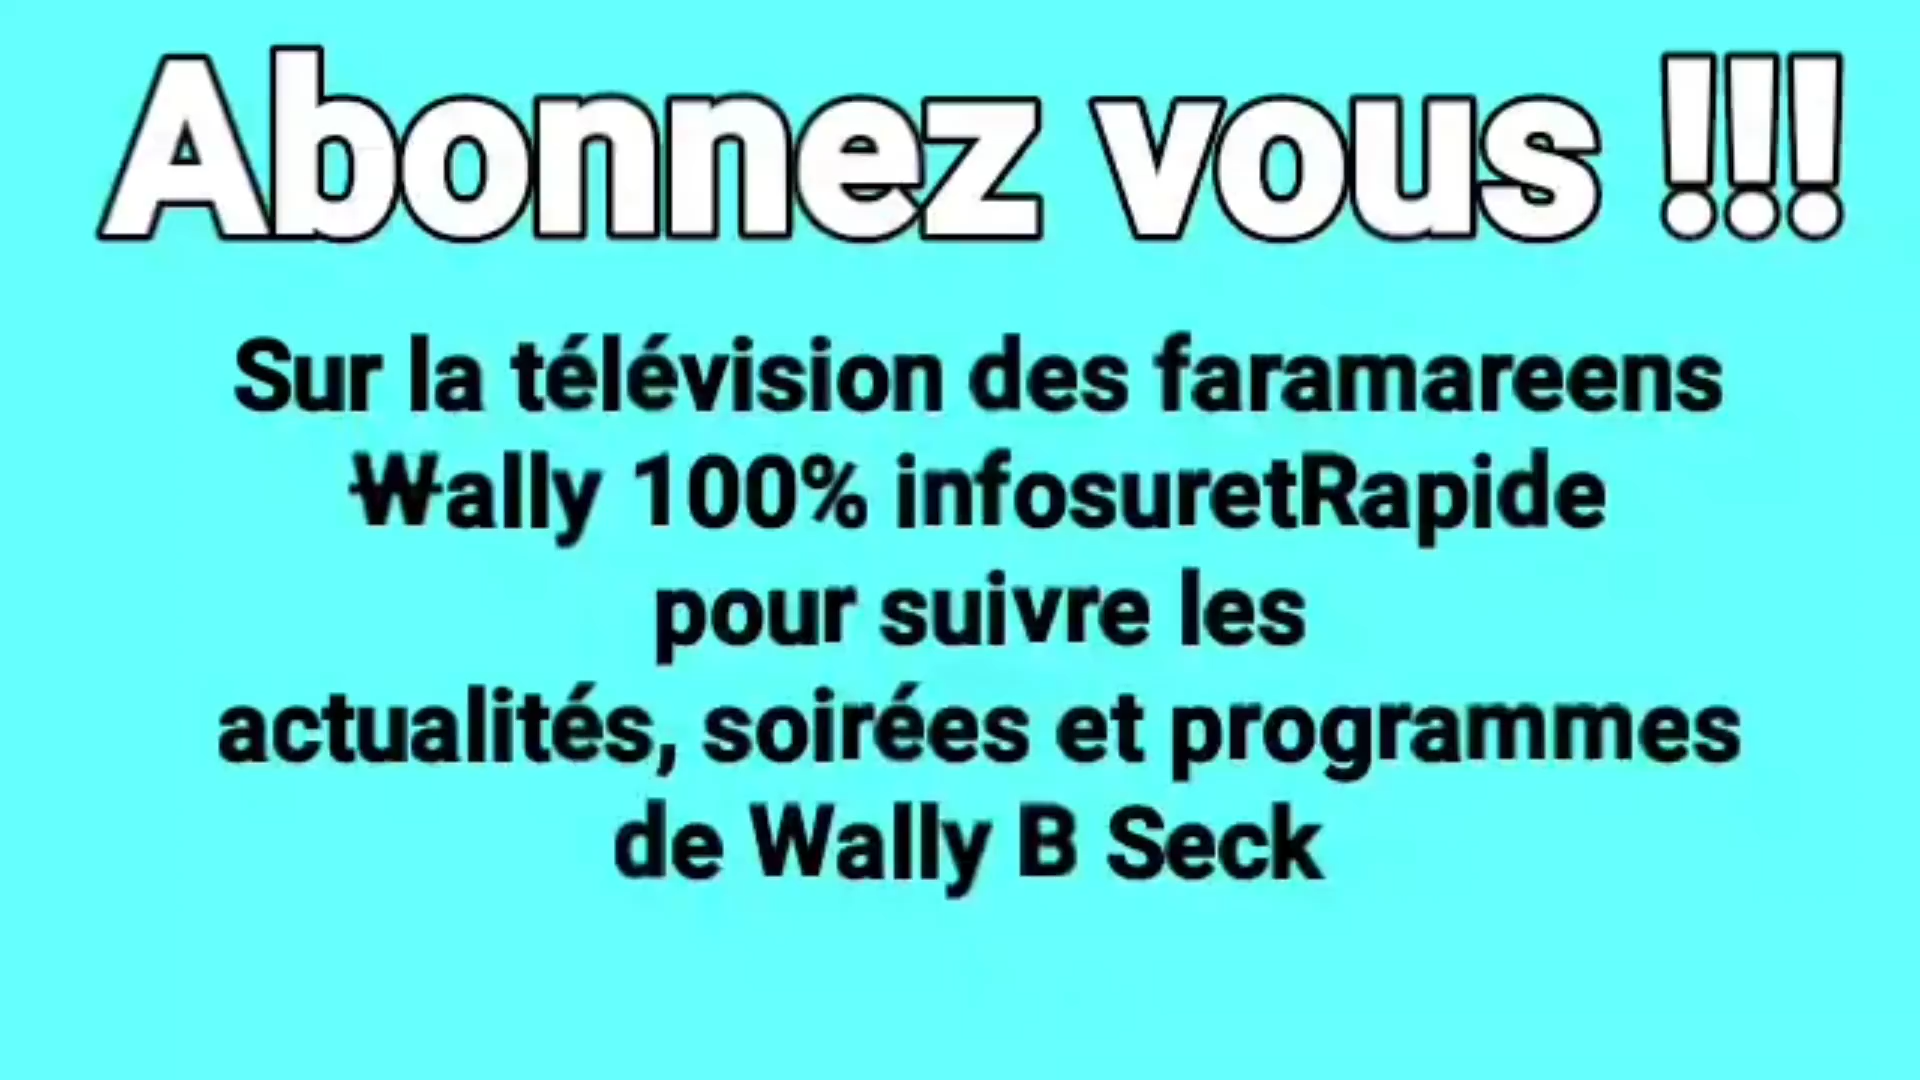 Abonnez vous !!!
Sur la télévision des faramareens
Wally 100% infosuretRapide
pour suivre les
actualités, soirées et programmes
de Wally B Seck